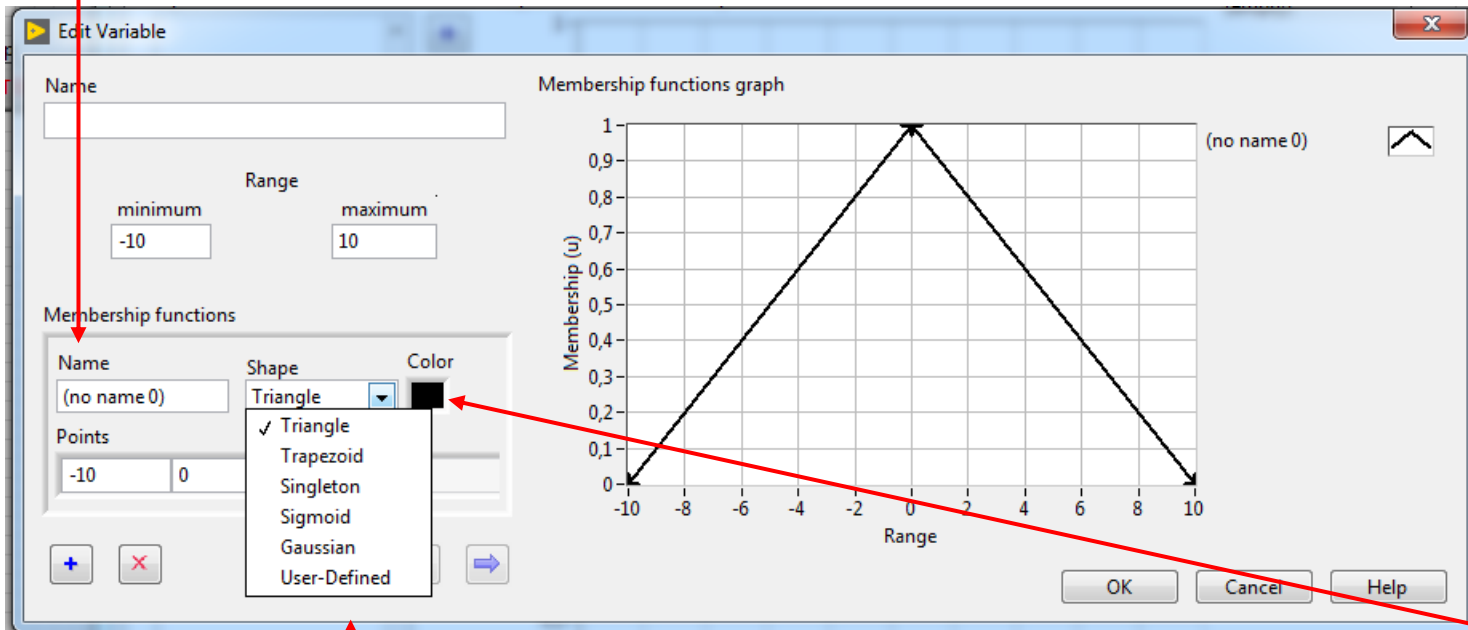 Edit Variable
Name
Range
minimum maximum
-10 10
Membership functions
Name Shape Color
(no name 0) Triangle
Points
-10 0
✓ Triangle
Trapezoid
Singleton
Sigmoid
Gaussian
User-Defined
+ ×
Membership functions graph
Membership (u)
1
0,9
0,8
0,7
0,6
0,5
0,4
0,3
0,2
0,1
0
-10 -8 -6 -4 -2 0 2 4 6 8 10
Range
(no name 0)
OK Cancel Help